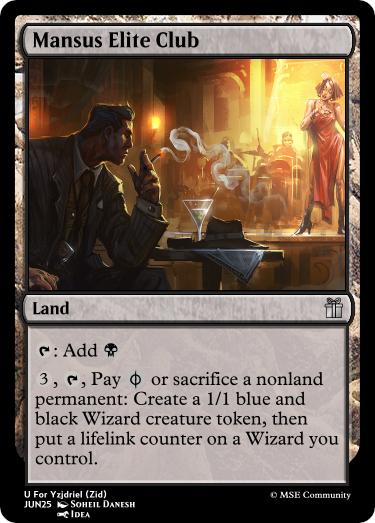 Mansus Elite Club
Land
: Add
3 , , Pay or sacrifice a nonland
permanent: Create a 1/1 blue and
black Wizard creature token, then
put a lifelink counter on a Wizard you
control.
U For Yzjdriel (Zid)
JUN25 Soheil Danesh
Idea
© MSE Community